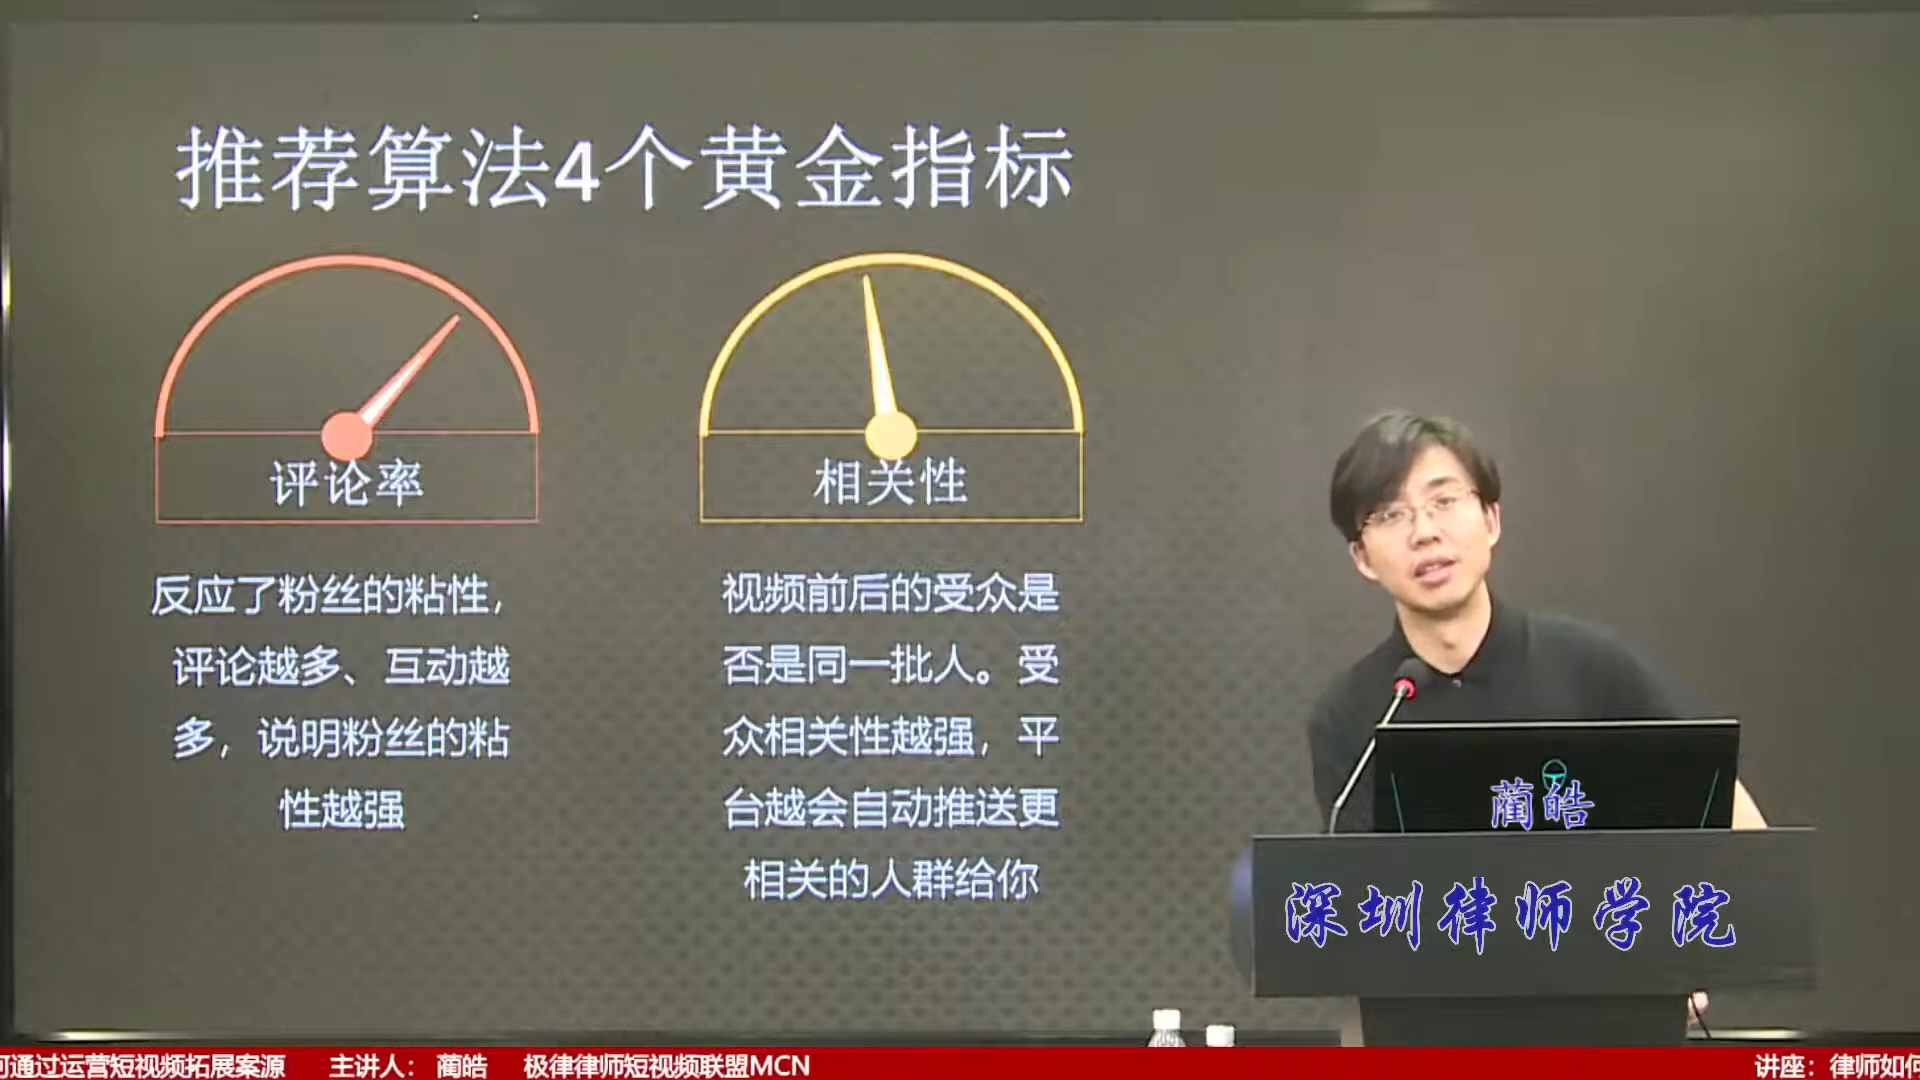 推荐算法4个黄金指标
评论率
反应了粉丝的粘性,
评论越多、互动越
多，说明粉丝的粘
性越强
相关性
视频前后的受众是
否是同一批人。受
众相关性越强，平
台越会自动推送更
相关的人群给你
蔺皓
深圳律师学院
何通过运营短视频拓展案源 主讲人： 蔺皓 极律律师短视频联盟MCN 讲座：律师如何